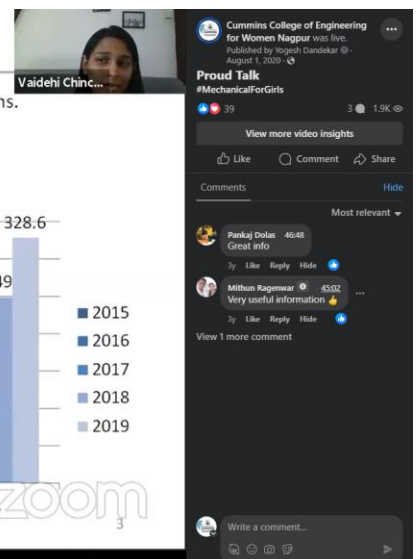 Vaidehi Chinc...
ns.
328.6
49
2015
2016
2017
2018
2019
zoom
3
Cummins College of Engineering
for Women Nagpur was live.
Published by Yogesh Dandekar
August 1, 2020
Proud Talk
#MechanicalForGirls
39
3
1.9K
View more video insights
Like Comment Share
Comments Hide
Most relevant
Pankaj Dolas 46:48
Great info
3y Like Reply Hide
Mithun Ragenwar 45:02
Very useful information
3y Like Reply Hide
View 1 more comment
Write a comment...